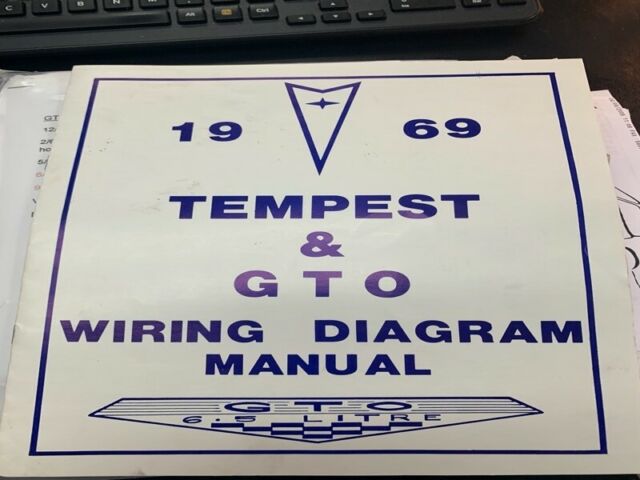 19 69
TEMPEST
&
GTO
WIRING DIAGRAM
MANUAL
GTO
6.5 LITRE